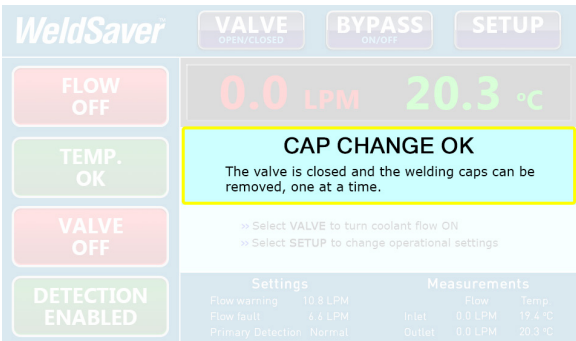 WeldSaver
VALVE
OPEN/CLOSED
BYPASS
ON/OFF
SETUP
FLOW
OFF
0.0 LPM 20.3 °C
TEMP.
OK
CAP CHANGE OK
The valve is closed and the welding caps can be
removed, one at a time.
VALVE
OFF
» Select VALVE to turn coolant flow ON
» Select SETUP to change operational settings
DETECTION
ENABLED
Settings
Flow warning 10.8 LPM
Flow fault 6.6 LPM
Primary Detection Normal
Measurements
Flow Temp
Inlet 0.0 LPM 19.4 °C
Outlet 0.0 LPM 20.3 °C